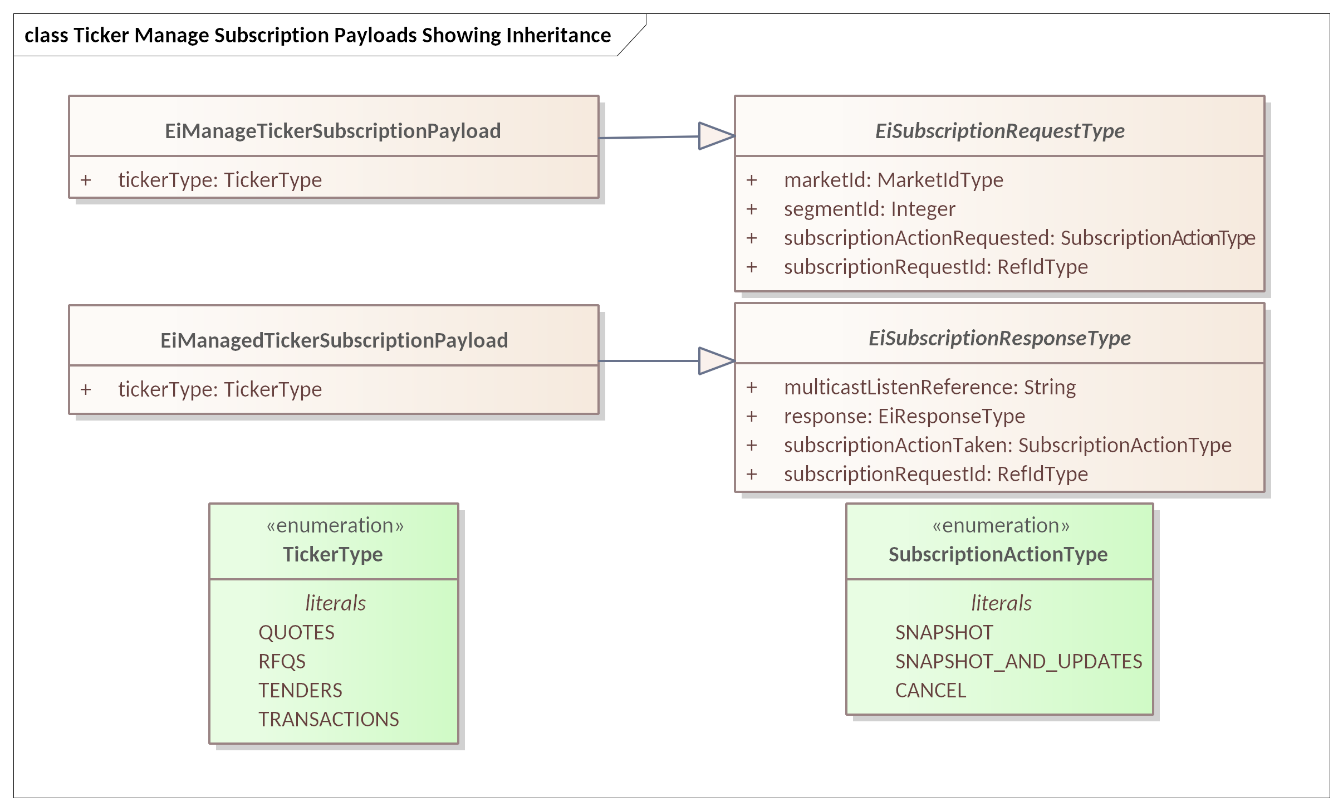 class Ticker Manage Subscription Payloads Showing Inheritance
EiManageTickerSubscriptionPayload
+ tickerType: TickerType
EiSubscriptionRequestType
+ marketId: MarketIdType
+ segmentId: Integer
+ subscriptionActionRequested: SubscriptionActionType
+ subscriptionRequestId: RefIdType
EiManagedTickerSubscriptionPayload
+ tickerType: TickerType
EiSubscriptionResponseType
+ multicastListenReference: String
+ response: EiResponseType
+ subscriptionActionTaken: SubscriptionActionType
+ subscriptionRequestId: RefIdType
«enumeration»
TickerType
literals
QUOTES
RFQS
TENDERS
TRANSACTIONS
«enumeration»
SubscriptionActionType
literals
SNAPSHOT
SNAPSHOT_AND_UPDATES
CANCEL